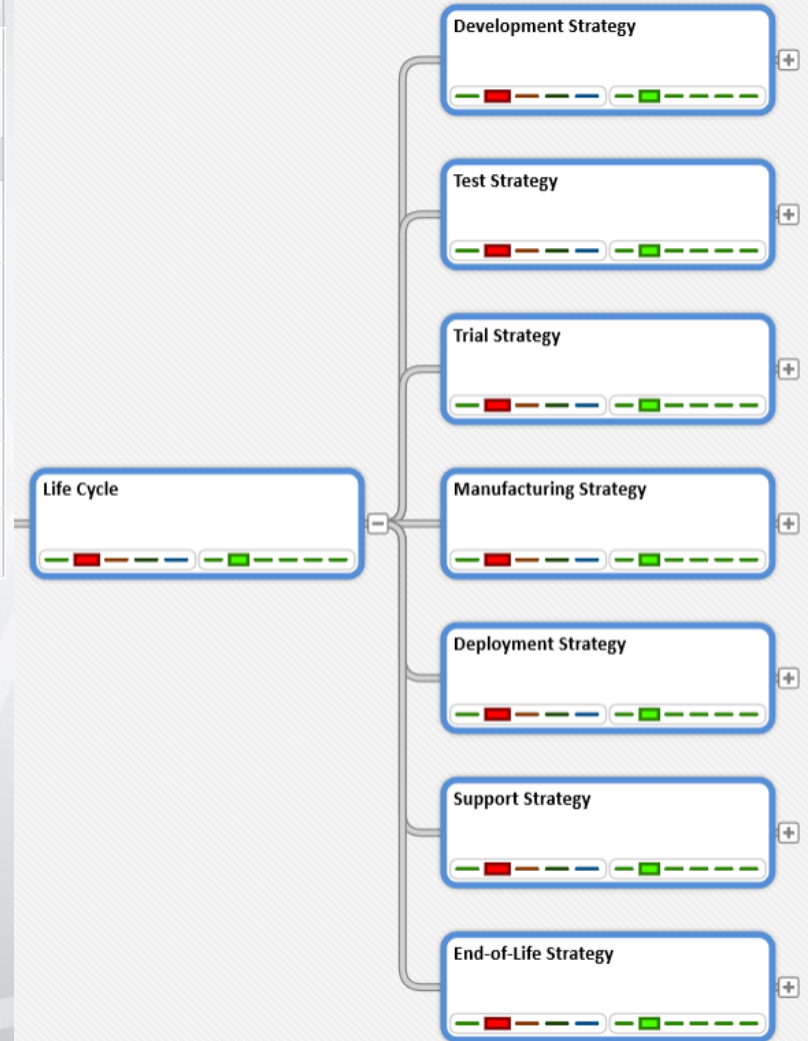 Development Strategy
Test Strategy
Trial Strategy
Life Cycle
Manufacturing Strategy
Deployment Strategy
Support Strategy
End-of-Life Strategy